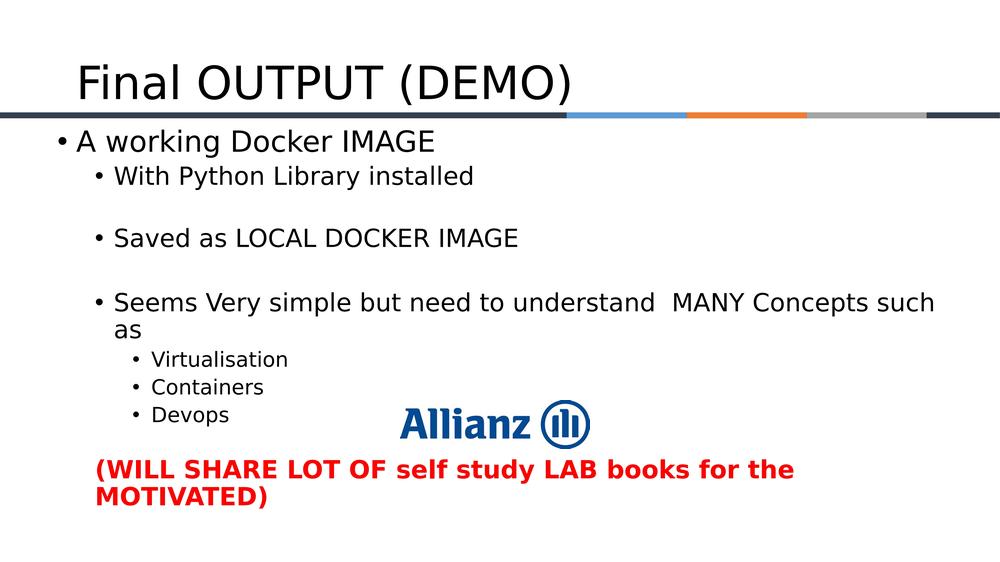 Final OUTPUT (DEMO)
• A working Docker IMAGE
• With Python Library installed
• Saved as LOCAL DOCKER IMAGE
• Seems Very simple but need to understand  MANY Concepts such
as
• Virtualisation
• Containers
• Devops
Allianz
(WILL SHARE LOT OF self study LAB books for the
MOTIVATED)